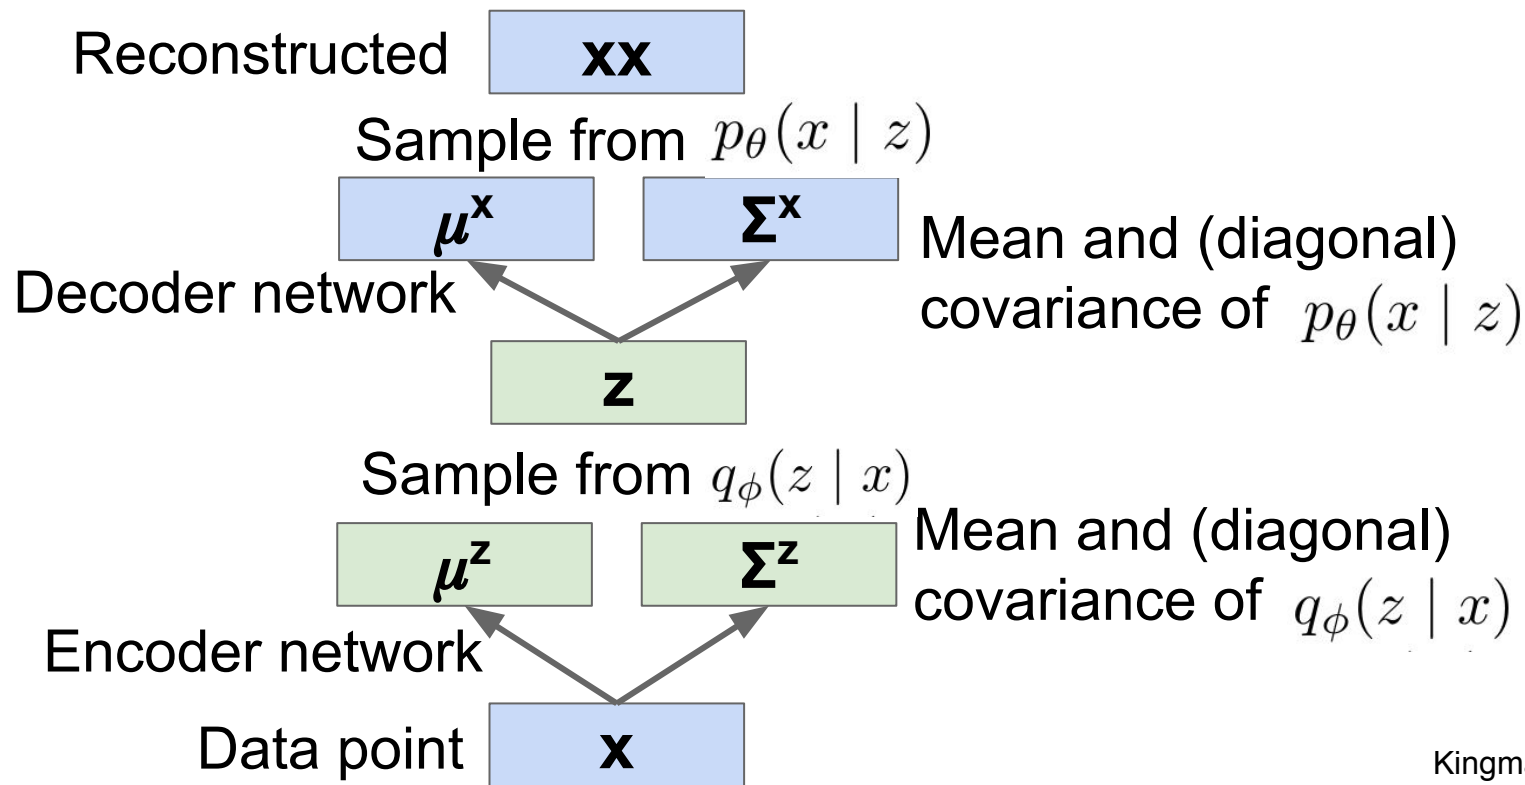 Reconstructed xx
Sample from pθ(x | z)
μˣ Σˣ
Mean and (diagonal)
covariance of pθ(x | z)
Decoder network
z
Sample from qϕ(z | x)
μᶻ Σᶻ
Mean and (diagonal)
covariance of qϕ(z | x)
Encoder network
Data point x